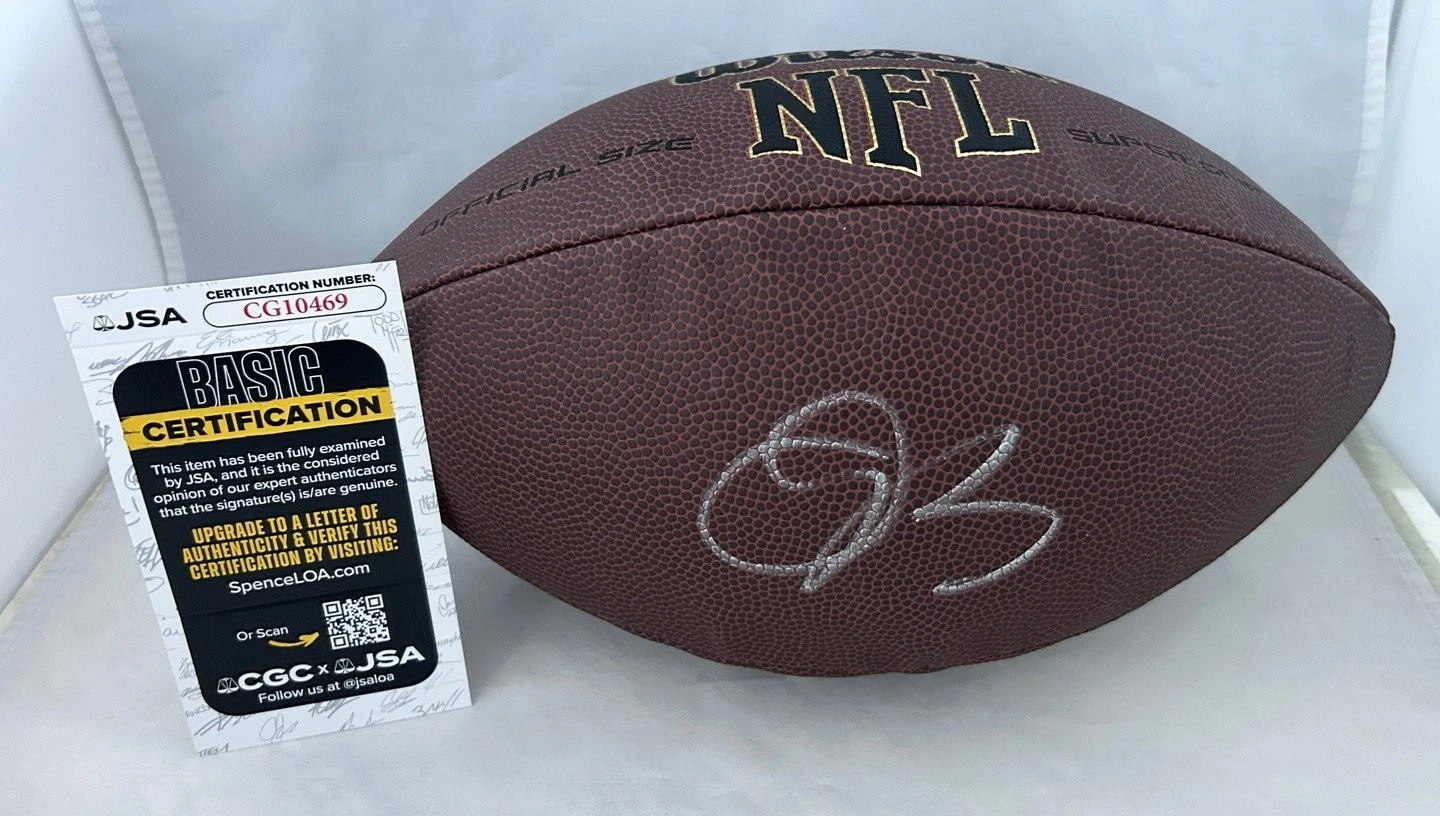 NFL
OFFICIAL SIZE
JSA
CERTIFICATION NUMBER:
CG10469
BASIC
CERTIFICATION
This item has been fully examined
by JSA, and it is the considered
opinion of our expert authenticators
that the signature(s) is/are genuine.
UPGRADE TO A LETTER OF
AUTHENTICITY & VERIFY THIS
CERTIFICATION BY VISITING:
SpenceLOA.com
Or Scan
CGC x JSA
Follow us at @jsaloa